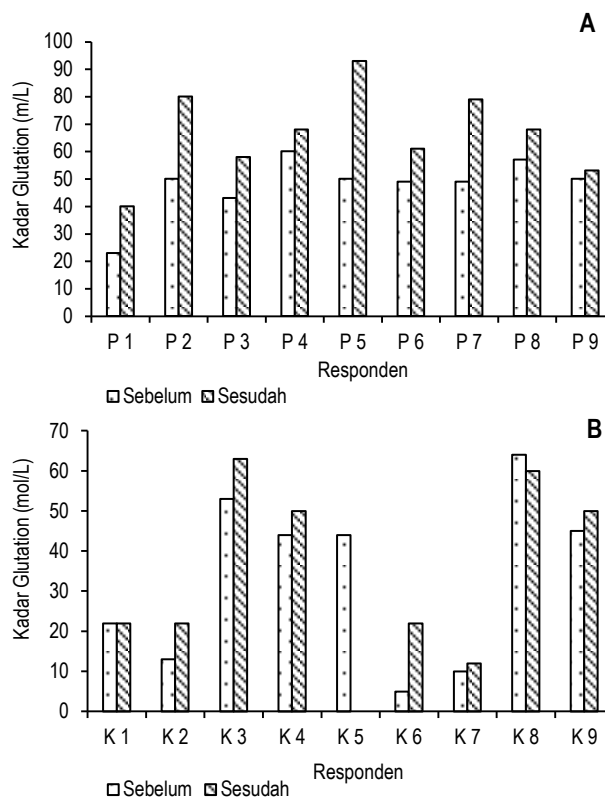 A
Kadar Glutation (m/L)
100
90
80
70
60
50
40
30
20
10
0
P 1 P 2 P 3 P 4 P 5 P 6 P 7 P 8 P 9
Responden
Sebelum Sesudah
B
Kadar Glutation (mol/L)
70
60
50
40
30
20
10
0
K 1 K 2 K 3 K 4 K 5 K 6 K 7 K 8 K 9
Responden
Sebelum Sesudah